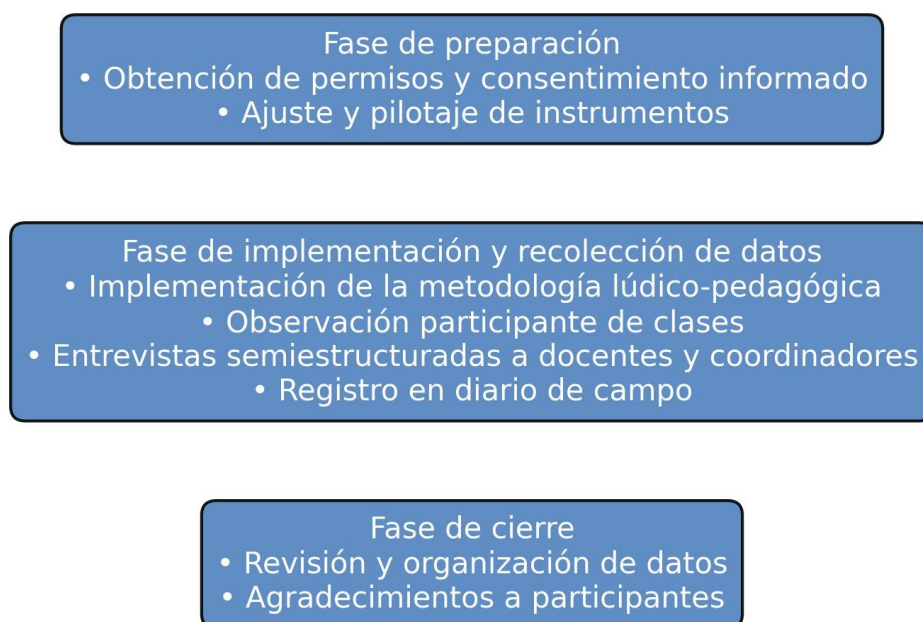 Fase de preparación
• Obtención de permisos y consentimiento informado
• Ajuste y pilotaje de instrumentos
Fase de implementación y recolección de datos
• Implementación de la metodología lúdico-pedagógica
• Observación participante de clases
• Entrevistas semiestructuradas a docentes y coordinadores
• Registro en diario de campo
Fase de cierre
• Revisión y organización de datos
• Agradecimientos a participantes